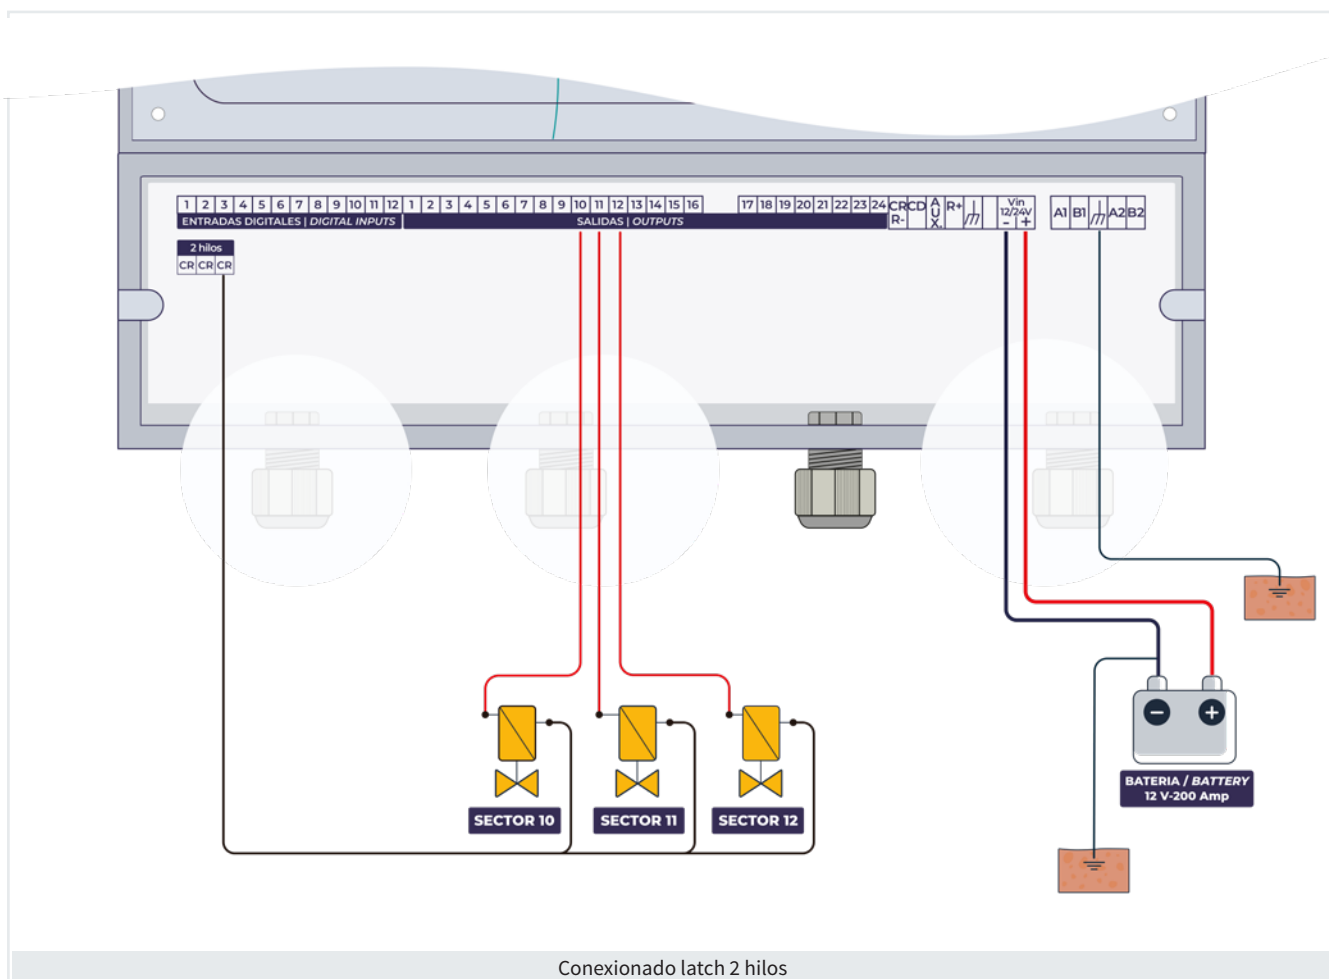 1 2 3 4 5 6 7 8 9 10 11 12 1 2 3 4 5 6 7 8 9 10 11 12 13 14 15 16 17 18 19 20 21 22 23 24
CR CD A R+ Vin A1 B1 A2 B2
R- U 12/24V
X. - +
ENTRADAS DIGITALES | DIGITAL INPUTS SALIDAS | OUTPUTS
2 hilos
CR CR CR
- +
BATERIA / BATTERY
12 V-200 Amp
SECTOR 10 SECTOR 11 SECTOR 12
Conexionado latch 2 hilos